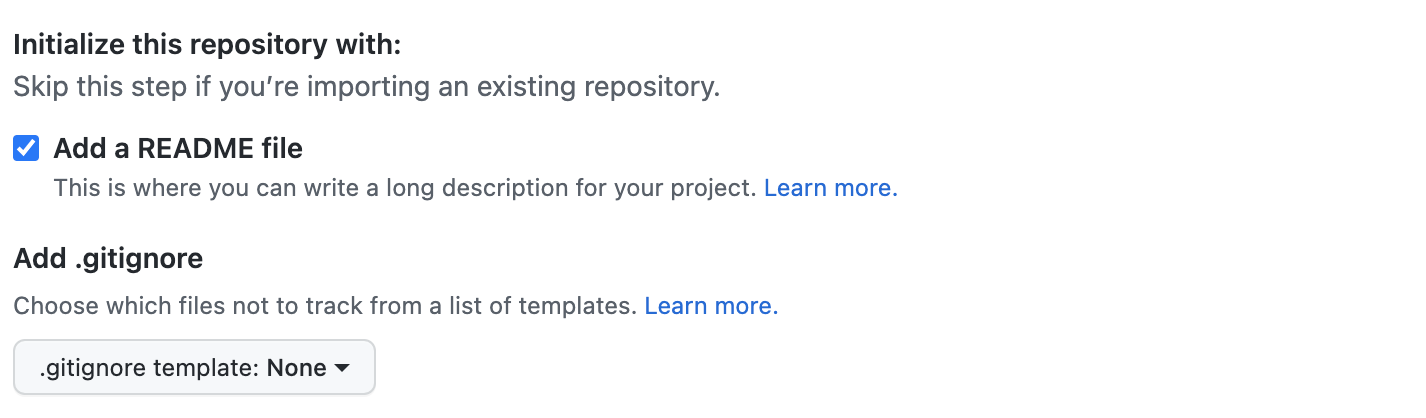 Initialize this repository with:
Skip this step if you’re importing an existing repository.
Add a README file
This is where you can write a long description for your project. Learn more.
Add .gitignore
Choose which files not to track from a list of templates. Learn more.
.gitignore template: None